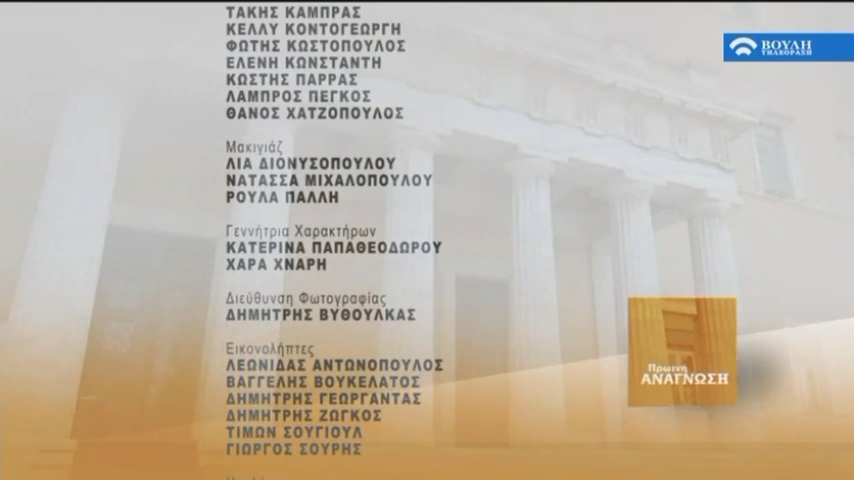 ΤΑΚΗΣ ΚΑΜΠΡΑΣ
ΚΕΛΛΥ ΚΟΝΤΟΓΕΩΡΓΗ
ΦΩΤΗΣ ΚΩΣΤΟΠΟΥΛΟΣ
ΕΛΕΝΗ ΚΩΝΣΤΑΝΤΗ
ΚΩΣΤΗΣ ΠΑΡΡΑΣ
ΛΑΜΠΡΟΣ ΠΕΓΚΟΣ
ΘΑΝΟΣ ΧΑΤΖΟΠΟΥΛΟΣ
Μακιγιάζ
ΛΙΑ ΔΙΟΝΥΣΟΠΟΥΛΟΥ
ΝΑΤΑΣΣΑ ΜΙΧΑΛΟΠΟΥΛΟΥ
ΡΟΥΛΑ ΠΑΛΛΗ
Γεννήτρια Χαρακτήρων
ΚΑΤΕΡΙΝΑ ΠΑΠΑΘΕΟΔΩΡΟΥ
ΧΑΡΑ ΧΝΑΡΗ
Διεύθυνση Φωτογραφίας
ΔΗΜΗΤΡΗΣ ΒΥΘΟΥΛΚΑΣ
Εικονολήπτες
ΛΕΩΝΙΔΑΣ ΑΝΤΩΝΟΠΟΥΛΟΣ
ΒΑΓΓΕΛΗΣ ΒΟΥΚΕΛΑΤΟΣ
ΔΗΜΗΤΡΗΣ ΓΕΩΡΓΑΝΤΑΣ
ΔΗΜΗΤΡΗΣ ΖΩΓΚΟΣ
ΤΙΜΩΝ ΣΟΥΓΙΟΥΛ
ΓΙΩΡΓΟΣ ΣΟΥΡΗΣ
ΒΟΥΛΗ
ΤΗΛΕΟΡΑΣΗ
Πρωινή
ΑΝΑΓΝΩΣΗ